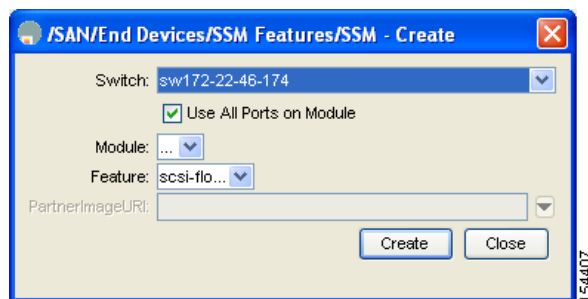 /SAN/End Devices/SSM Features/SSM - Create
Switch: sw172-22-46-174
Use All Ports on Module
Module: ...
Feature: scsi-flo...
PartnerImageURI:
Create Close